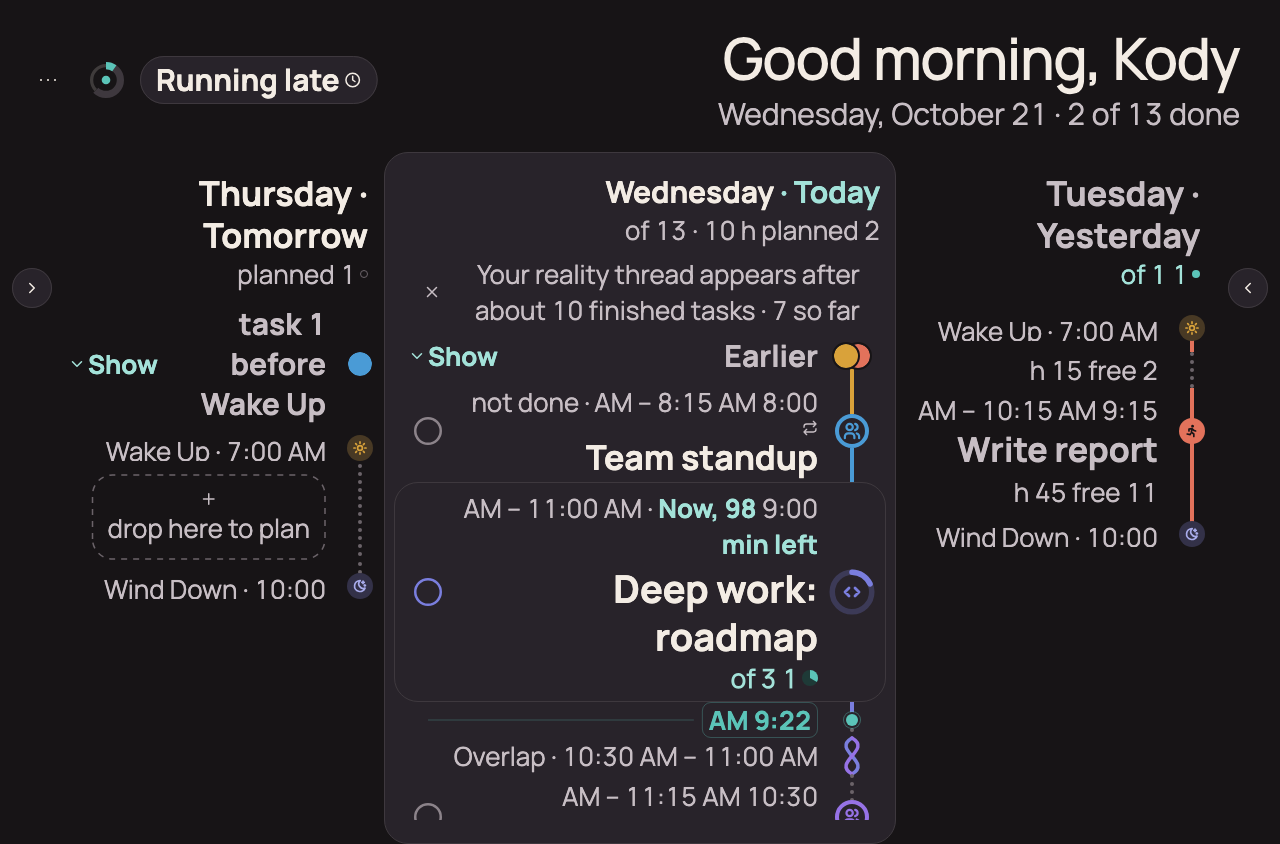 Good morning, Kody
Wednesday, October 21 · 2 of 13 done
Running late
...
Tuesday ·
Yesterday
of 1 1
Wake Up · 7:00 AM
h 15 free 2
AM – 10:15 AM 9:15
Write report
h 45 free 11
Wind Down · 10:00
Wednesday · Today
of 13 · 10 h planned 2
Your reality thread appears after
about 10 finished tasks · 7 so far
Earlier
Show
not done · AM – 8:15 AM 8:00
Team standup
AM – 11:00 AM · Now, 98 9:00
min left
Deep work:
roadmap
of 3 1
AM 9:22
Overlap · 10:30 AM – 11:00 AM
AM – 11:15 AM 10:30
Thursday ·
Tomorrow
planned 1
task 1
before
Wake Up
Show
Wake Up · 7:00 AM
+
drop here to plan
Wind Down · 10:00